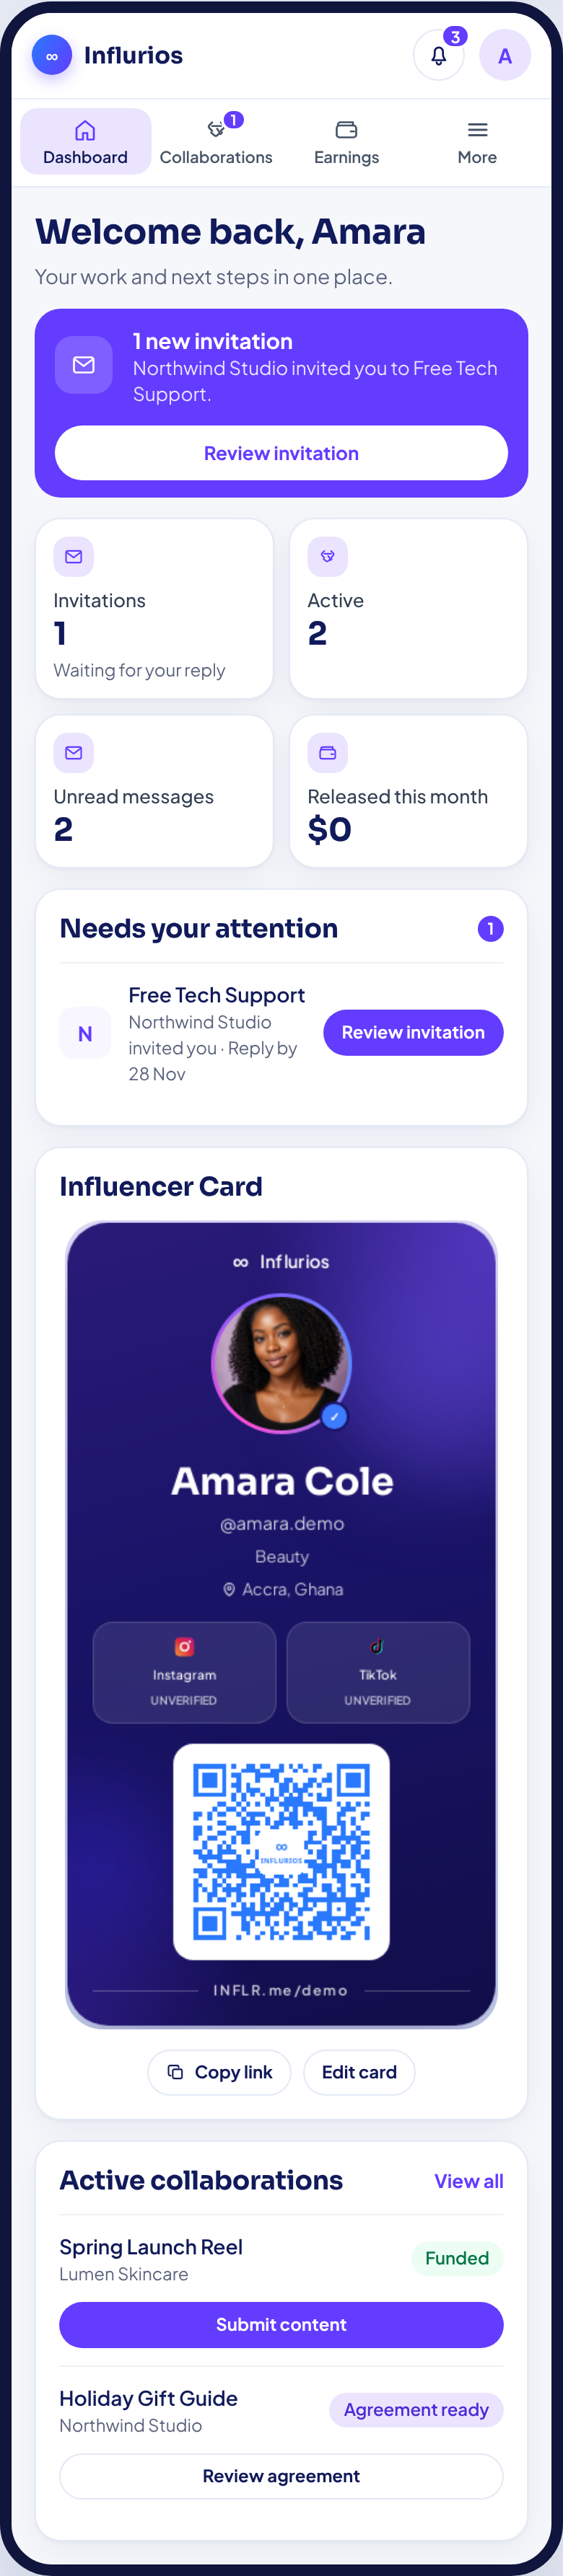 ∞ Influrios
3
A
Dashboard
1
Collaborations
Earnings
More
Welcome back, Amara
Your work and next steps in one place.
1 new invitation
Northwind Studio invited you to Free Tech
Support.
Review invitation
Invitations
1
Waiting for your reply
Active
2
Unread messages
2
Released this month
$0
Needs your attention
1
N
Free Tech Support
Northwind Studio
invited you · Reply by
28 Nov
Review invitation
Influencer Card
∞ Influrios
✓
Amara Cole
@amara.demo
Beauty
Accra, Ghana
Instagram
UNVERIFIED
TikTok
UNVERIFIED
∞
INFLURIOS
INFLR.me/demo
Copy link
Edit card
Active collaborations
View all
Spring Launch Reel
Lumen Skincare
Funded
Submit content
Holiday Gift Guide
Northwind Studio
Agreement ready
Review agreement